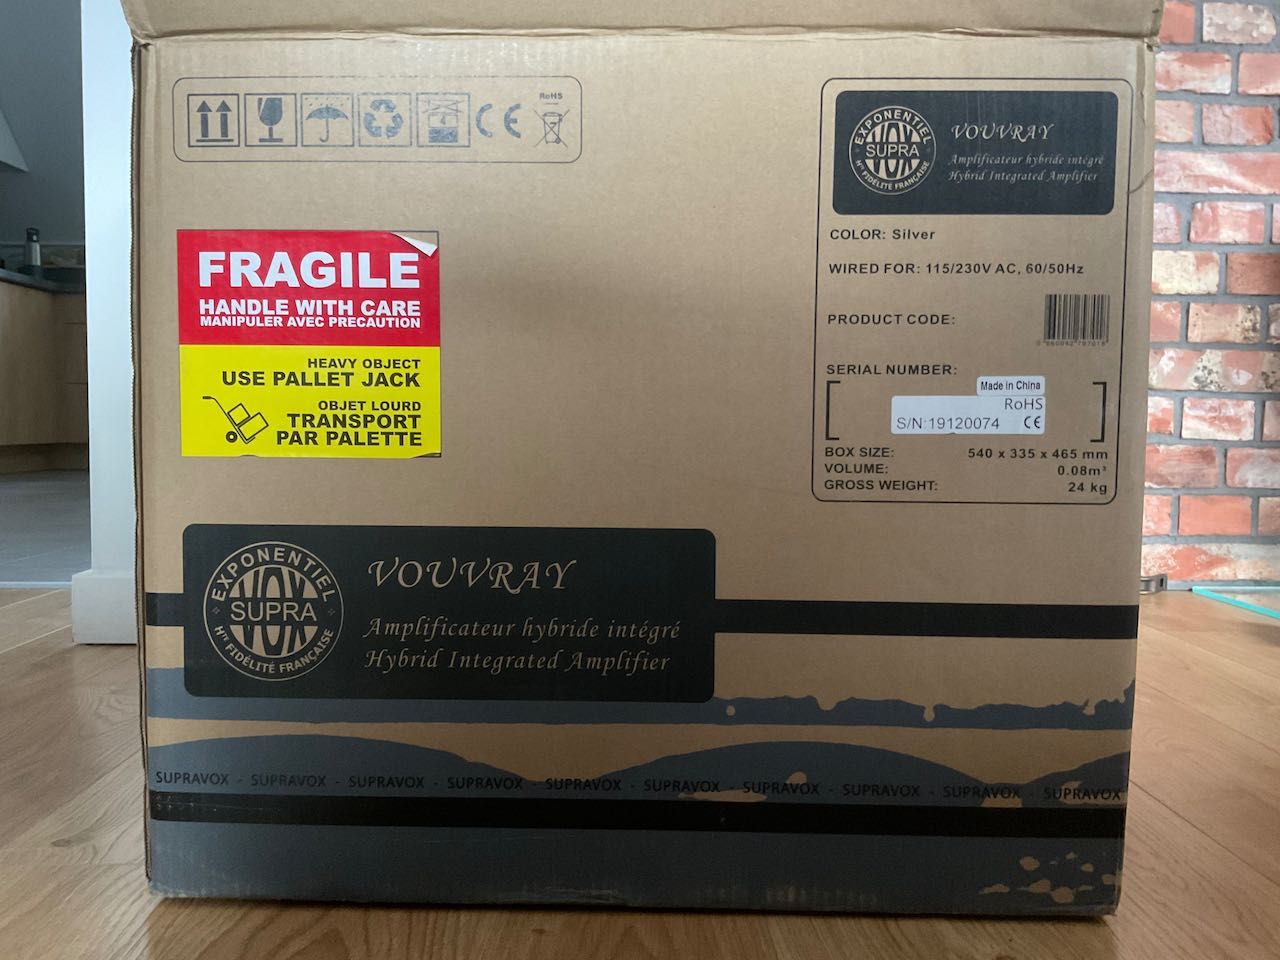 RoHS
CE
EXPONENTIEL
SUPRA
VOX
Hte FIDÉLITÉ FRANÇAISE
VOUVRAY
Amplificateur hybride intégré
Hybrid Integrated Amplifier
COLOR: Silver
WIRED FOR: 115/230V AC, 60/50Hz
PRODUCT CODE:
SERIAL NUMBER:
Made in China
RoHS
S/N:19120074 CE
BOX SIZE: 540 x 335 x 465 mm
VOLUME: 0.08m³
GROSS WEIGHT: 24 kg
FRAGILE
HANDLE WITH CARE
MANIPULER AVEC PRECAUTION
HEAVY OBJECT
USE PALLET JACK
OBJET LOURD
TRANSPORT
PAR PALETTE
EXPONENTIEL
SUPRA
VOX
Hte FIDÉLITÉ FRANÇAISE
VOUVRAY
Amplificateur hybride intégré
Hybrid Integrated Amplifier
SUPRAVOX - SUPRAVOX - SUPRAVOX - SUPRAVOX - SUPRAVOX - SUPRAVOX - SUPRAVOX - SUPRAVOX - SUPRAVOX - SUPRAVOX